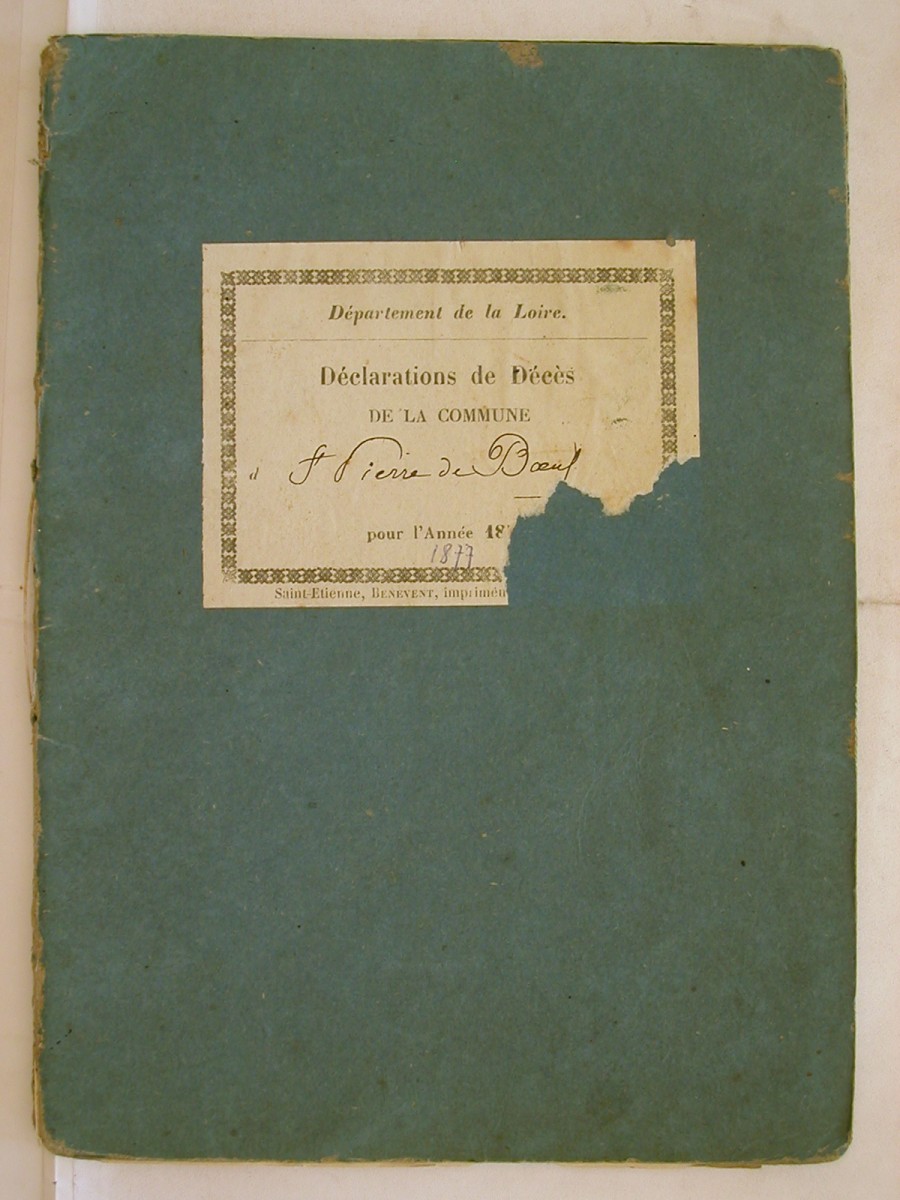 Département de la Loire.
Déclarations de Décès
DE LA COMMUNE
d St Pierre de Bœuf
pour l'Année 18
1877
Saint-Etienne, BENEVENT, imprimeu